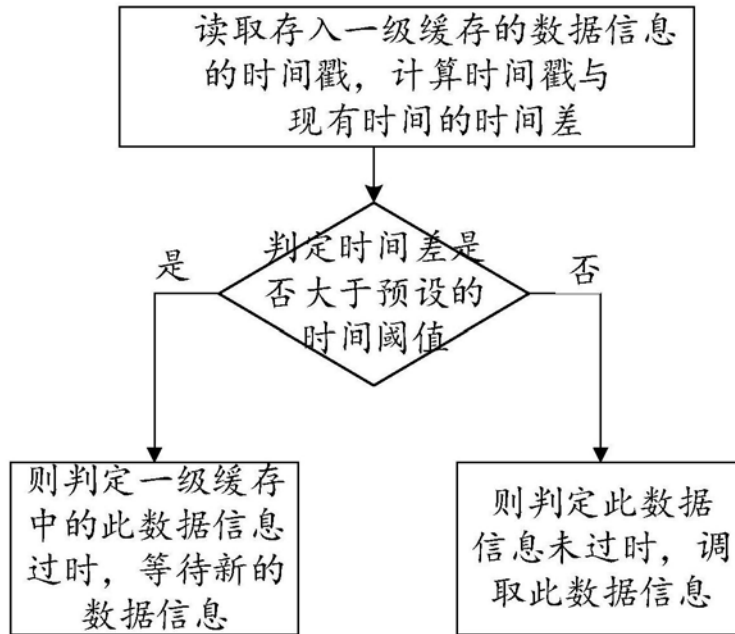 读取存入一级缓存的数据信息
的时间戳，计算时间戳与
现有时间的时间差
判定时间差是
否大于预设的
时间阈值
是
否
则判定一级缓存
中的此数据信息
过时，等待新的
数据信息
则判定此数据
信息未过时，调
取此数据信息